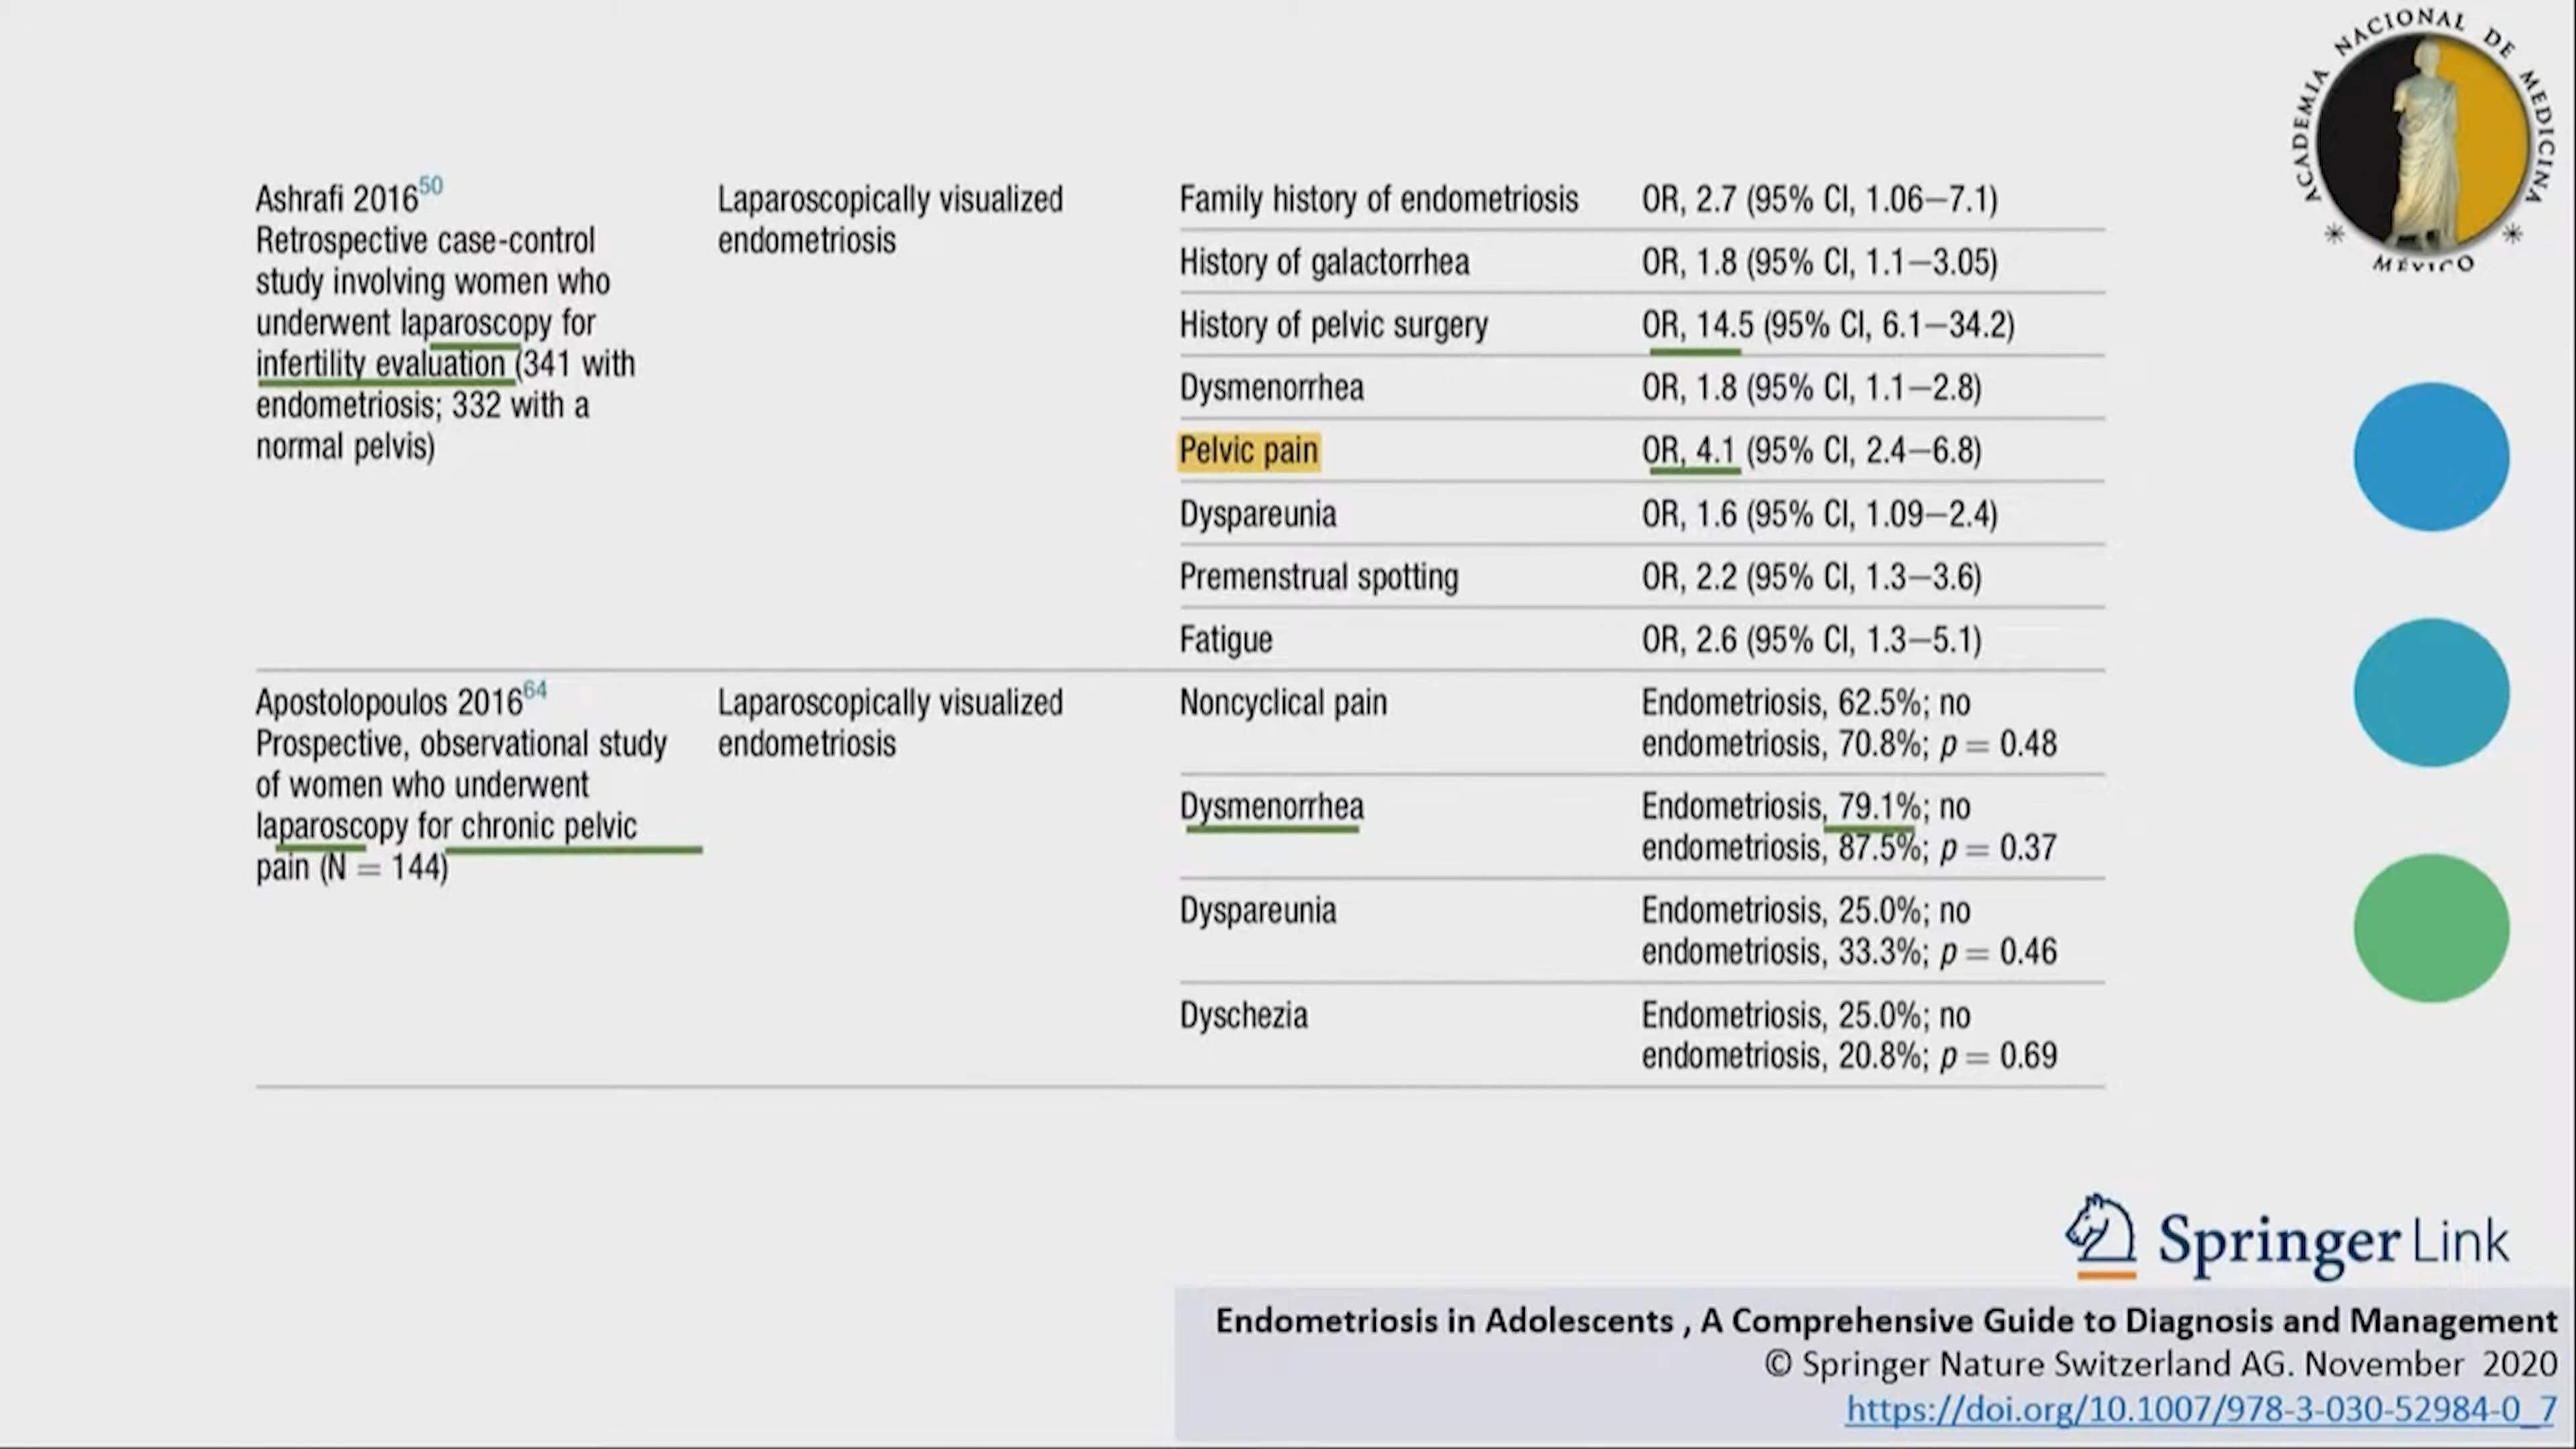 ACADEMIA NACIONAL DE MEDICINA
MÉXICO
Ashrafi 2016⁵⁰
Retrospective case-control
study involving women who
underwent laparoscopy for
infertility evaluation (341 with
endometriosis; 332 with a
normal pelvis)
Laparoscopically visualized
endometriosis
Family history of endometriosis OR, 2.7 (95% CI, 1.06–7.1)
History of galactorrhea OR, 1.8 (95% CI, 1.1–3.05)
History of pelvic surgery OR, 14.5 (95% CI, 6.1–34.2)
Dysmenorrhea OR, 1.8 (95% CI, 1.1–2.8)
Pelvic pain OR, 4.1 (95% CI, 2.4–6.8)
Dyspareunia OR, 1.6 (95% CI, 1.09–2.4)
Premenstrual spotting OR, 2.2 (95% CI, 1.3–3.6)
Fatigue OR, 2.6 (95% CI, 1.3–5.1)
Apostolopoulos 2016⁶⁴
Prospective, observational study
of women who underwent
laparoscopy for chronic pelvic
pain (N = 144)
Laparoscopically visualized
endometriosis
Noncyclical pain Endometriosis, 62.5%; no
endometriosis, 70.8%; p = 0.48
Dysmenorrhea Endometriosis, 79.1%; no
endometriosis, 87.5%; p = 0.37
Dyspareunia Endometriosis, 25.0%; no
endometriosis, 33.3%; p = 0.46
Dyschezia Endometriosis, 25.0%; no
endometriosis, 20.8%; p = 0.69
Springer Link
Endometriosis in Adolescents , A Comprehensive Guide to Diagnosis and Management
© Springer Nature Switzerland AG. November 2020
https://doi.org/10.1007/978-3-030-52984-0_7